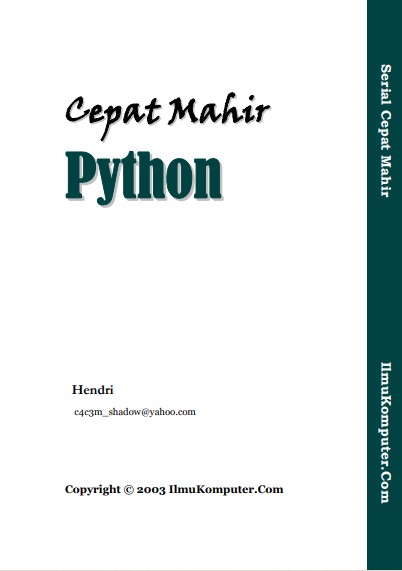 Cepat Mahir
Python
Hendri
c4c3m_shadow@yahoo.com
Copyright © 2003 IlmuKomputer.Com
Serial Cepat Mahir
IlmuKomputer.Com